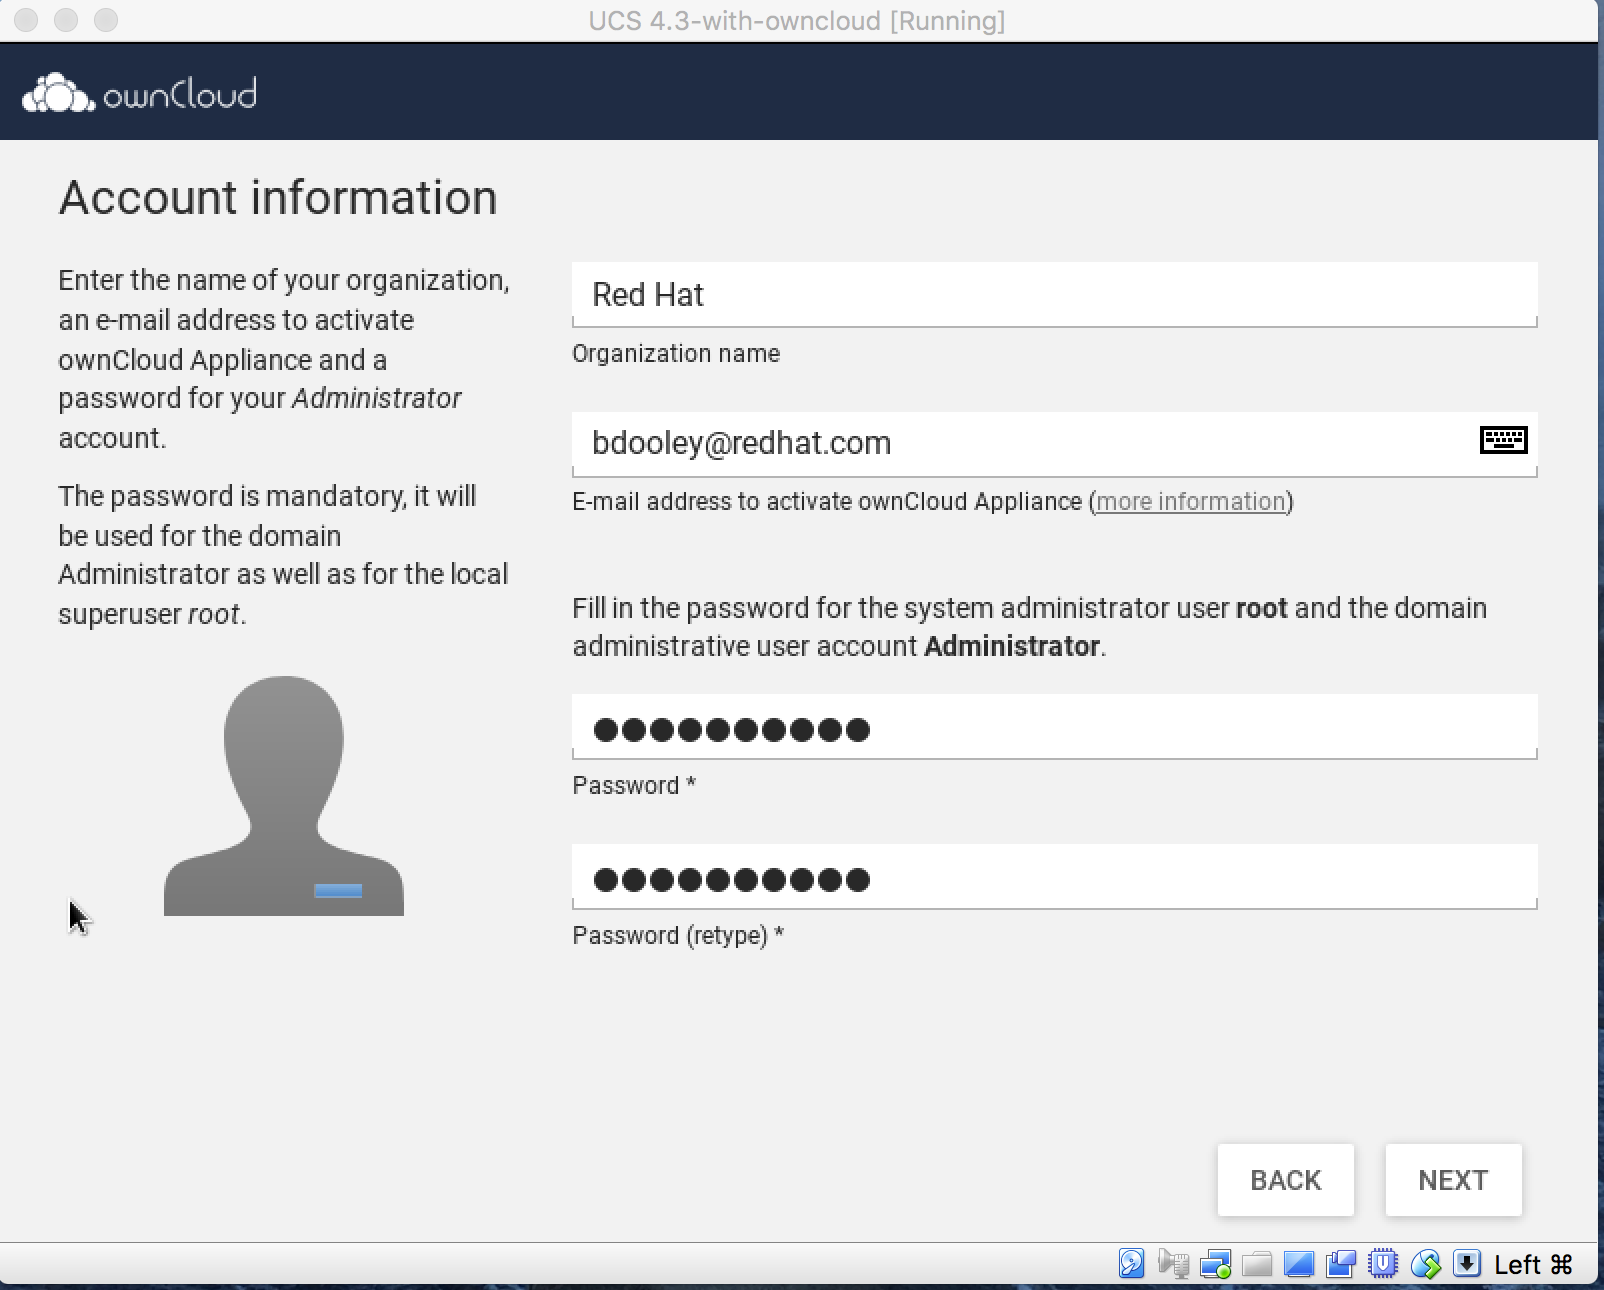 UCS 4.3-with-owncloud [Running]
ownCloud
Account information
Enter the name of your organization,
an e-mail address to activate
ownCloud Appliance and a
password for your Administrator
account.
The password is mandatory, it will
be used for the domain
Administrator as well as for the local
superuser root.
Red Hat
Organization name
bdooley@redhat.com
E-mail address to activate ownCloud Appliance (more information)
Fill in the password for the system administrator user root and the domain
administrative user account Administrator.
●●●●●●●●●●
Password *
●●●●●●●●●●
Password (retype) *
BACK
NEXT
Left ⌘